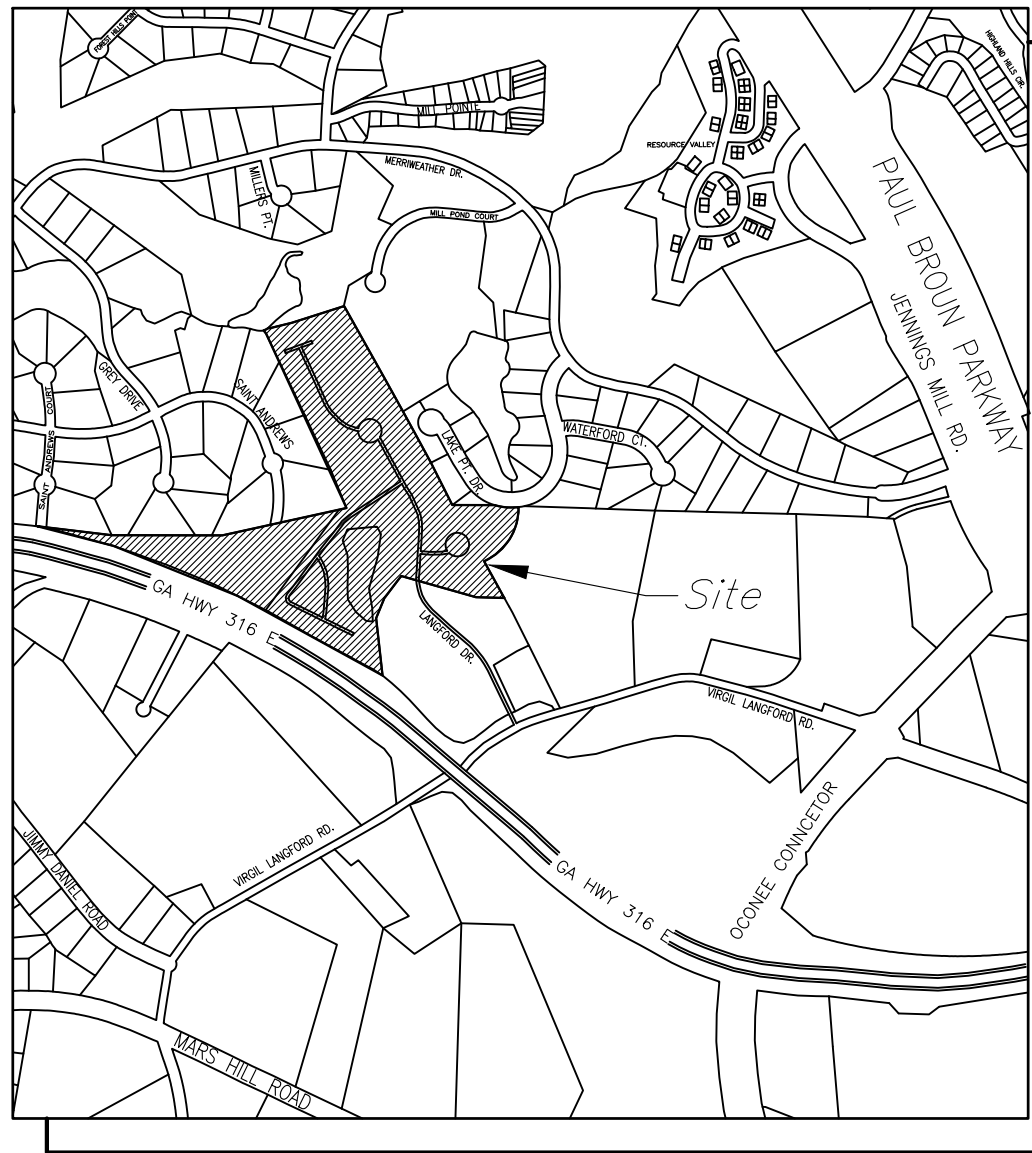 FOREST HILLS POINT
HIGHLAND HILLS CIR.
MILL POINTE
RESOURCE VALLEY
MERRIWEATHER DR.
MILLERS PT.
MILL POND COURT
PAUL BROUN PARKWAY
JENNINGS MILL RD.
GREY DRIVE
SAINT ANDREWS
SAINT ANDREWS COURT
LAKE PT. DR.
WATERFORD CT.
GA HWY 316 E
Site
LANGFORD DR.
VIRGIL LANGFORD RD.
OCONEE CONNCETOR
VIRGIL LANGFORD RD.
JIMMY DANIEL ROAD
GA HWY 316 E
MARS HILL ROAD